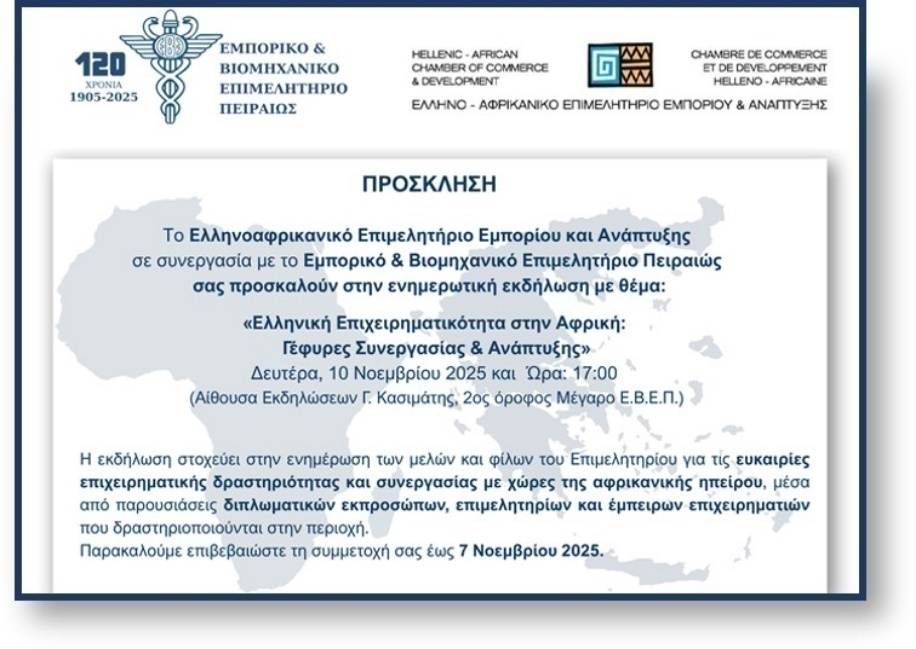 120
ΧΡΟΝΙΑ
1905-2025
ΕΒΕΠ
ΕΜΠΟΡΙΚΟ &
ΒΙΟΜΗΧΑΝΙΚΟ
ΕΠΙΜΕΛΗΤΗΡΙΟ
ΠΕΙΡΑΙΩΣ
HELLENIC - AFRICAN
CHAMBER OF COMMERCE
& DEVELOPMENT
CHAMBRE DE COMMERCE
ET DE DEVELOPPEMENT
HELLENO - AFRICAINE
ΕΛΛΗΝΟ - ΑΦΡΙΚΑΝΙΚΟ ΕΠΙΜΕΛΗΤΗΡΙΟ ΕΜΠΟΡΙΟΥ & ΑΝΑΠΤΥΞΗΣ
ΠΡΟΣΚΛΗΣΗ
Το Ελληνοαφρικανικό Επιμελητήριο Εμπορίου και Ανάπτυξης
σε συνεργασία με το Εμπορικό & Βιομηχανικό Επιμελητήριο Πειραιώς
σας προσκαλούν στην ενημερωτική εκδήλωση με θέμα:
«Ελληνική Επιχειρηματικότητα στην Αφρική:
Γέφυρες Συνεργασίας & Ανάπτυξης»
Δευτέρα, 10 Νοεμβρίου 2025 και Ώρα: 17:00
(Αίθουσα Εκδηλώσεων Γ. Κασιμάτης, 2ος όροφος Μέγαρο Ε.Β.Ε.Π.)
Η εκδήλωση στοχεύει στην ενημέρωση των μελών και φίλων του Επιμελητηρίου για τις ευκαιρίες
επιχειρηματικής δραστηριότητας και συνεργασίας με χώρες της αφρικανικής ηπείρου, μέσα
από παρουσιάσεις διπλωματικών εκπροσώπων, επιμελητηρίων και έμπειρων επιχειρηματιών
που δραστηριοποιούνται στην περιοχή.
Παρακαλούμε επιβεβαιώστε τη συμμετοχή σας έως 7 Νοεμβρίου 2025.